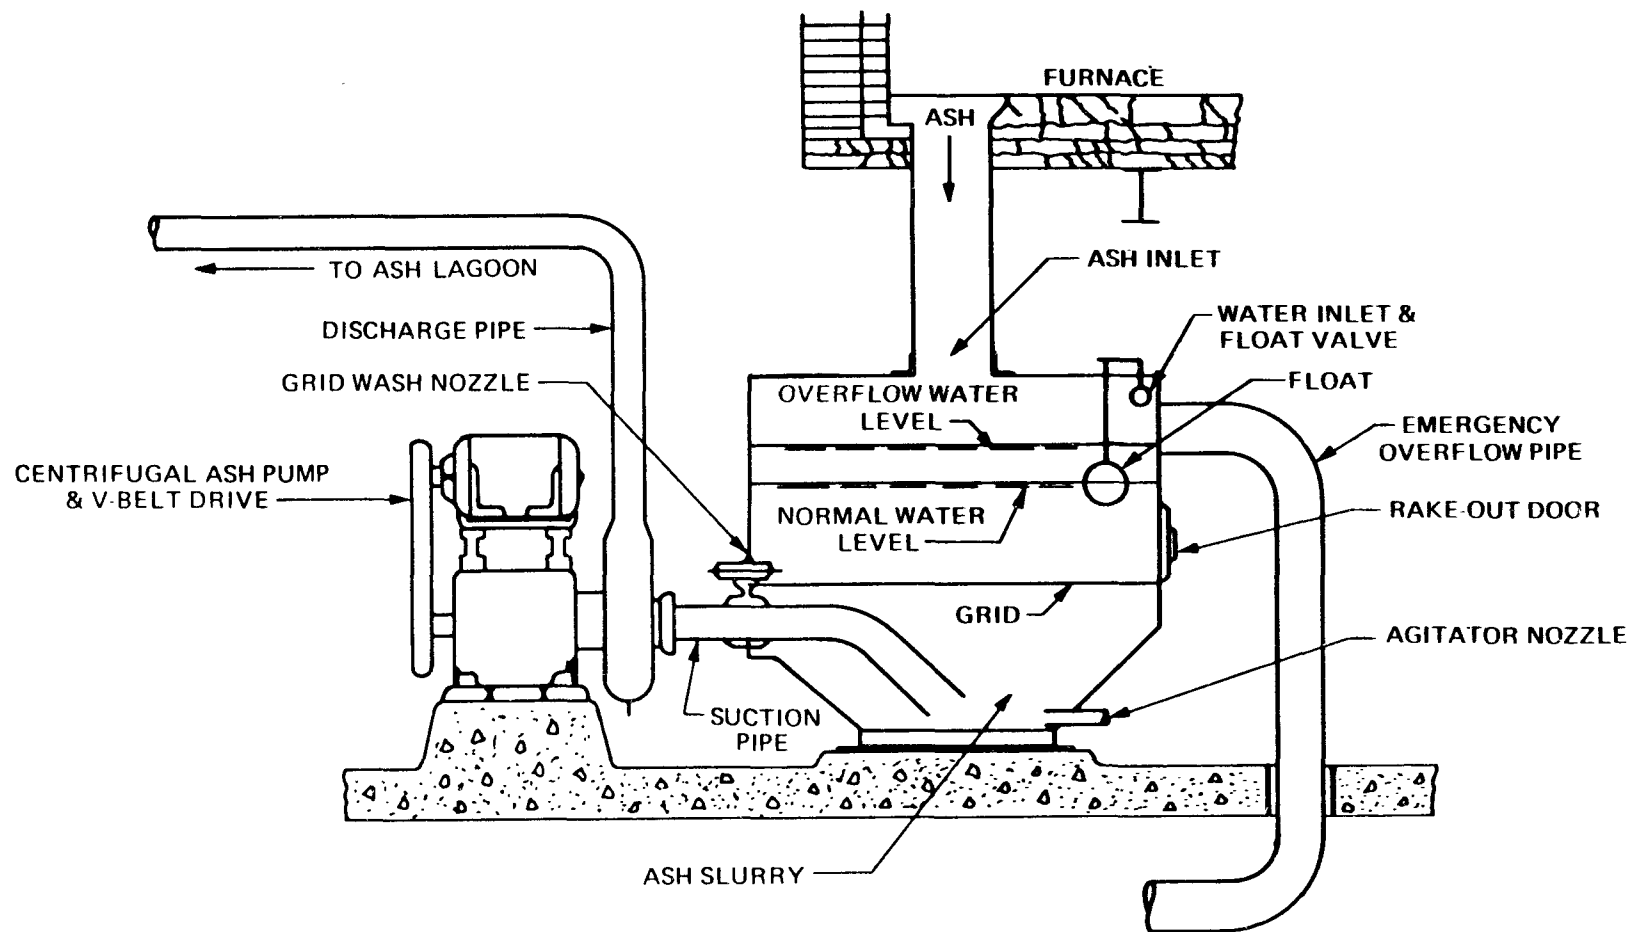 FURNACE
ASH
ASH INLET
TO ASH LAGOON
WATER INLET &
FLOAT VALVE
DISCHARGE PIPE
GRID WASH NOZZLE
FLOAT
OVERFLOW WATER
LEVEL
EMERGENCY
OVERFLOW PIPE
CENTRIFUGAL ASH PUMP
& V-BELT DRIVE
NORMAL WATER
LEVEL
RAKE-OUT DOOR
GRID
AGITATOR NOZZLE
SUCTION
PIPE
ASH SLURRY